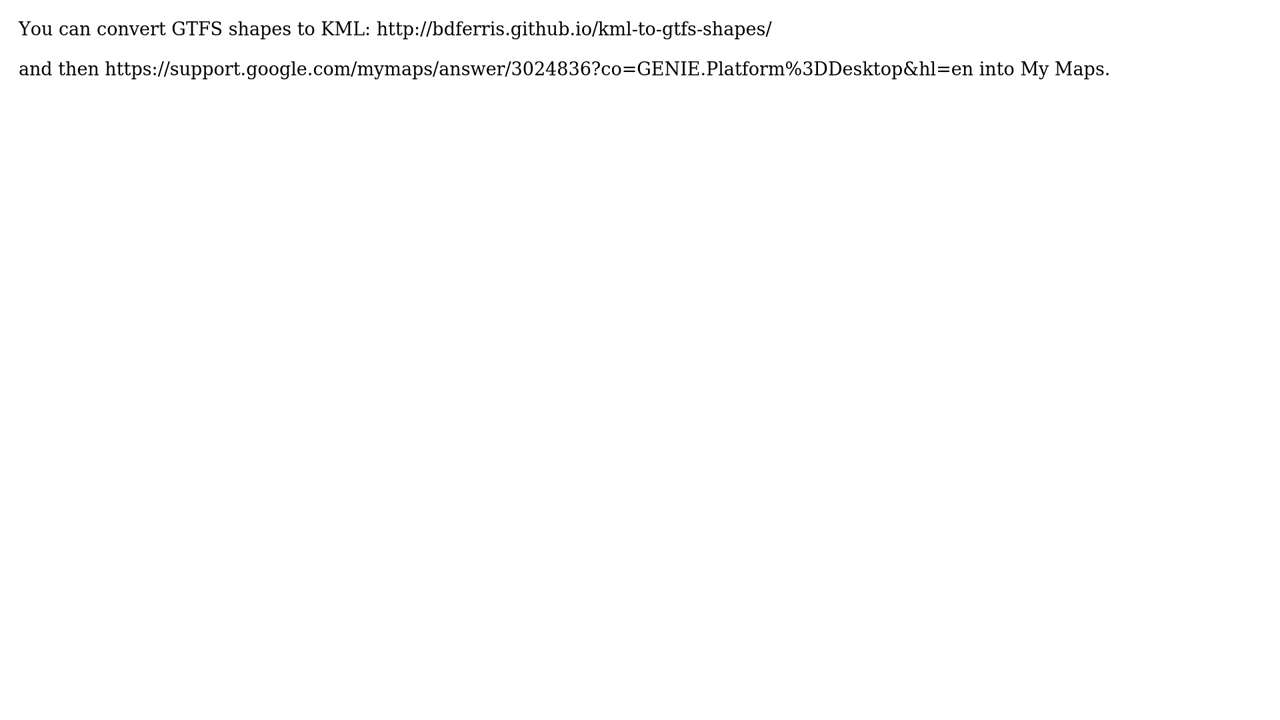 You can convert GTFS shapes to KML: http://bdferris.github.io/kml-to-gtfs-shapes/
and then https://support.google.com/mymaps/answer/3024836?co=GENIE.Platform%3DDesktop&hl=en into My Maps.